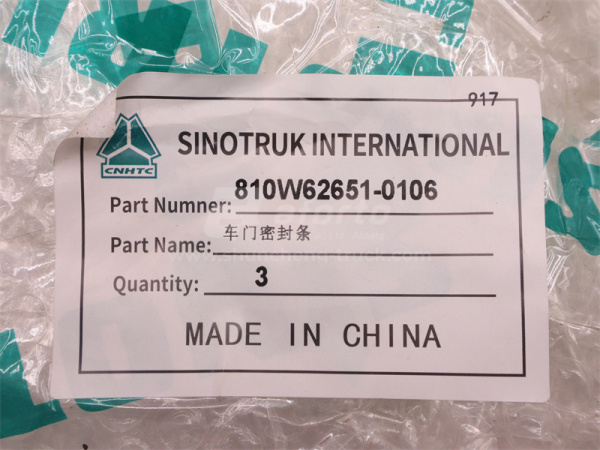 917
SINOTRUK INTERNATIONAL
CNHTC
Part Numner: 810W62651-0106
Part Name: 车门密封条
Quantity: 3
MADE IN CHINA